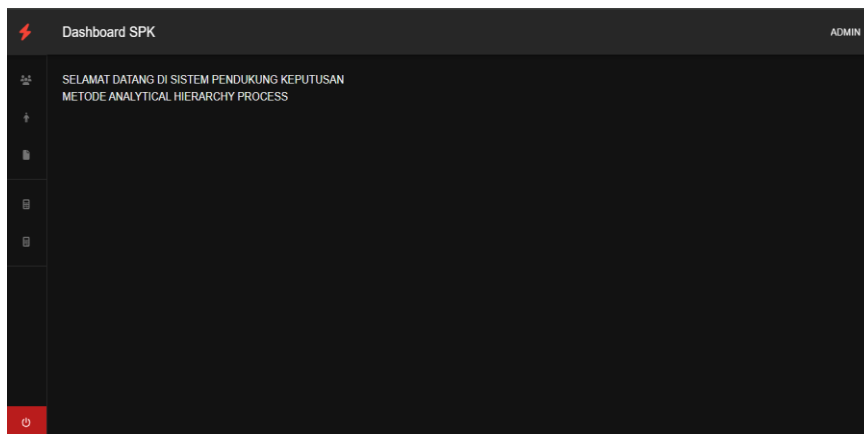 Dashboard SPK
ADMIN
SELAMAT DATANG DI SISTEM PENDUKUNG KEPUTUSAN
METODE ANALYTICAL HIERARCHY PROCESS